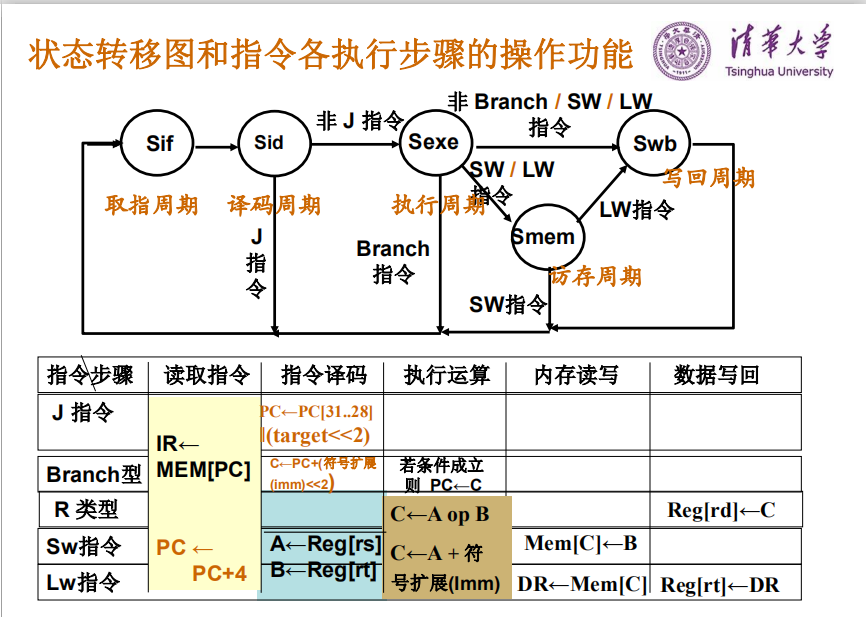 状态转移图和指令各执行步骤的操作功能
清华大学
Tsinghua University
非 Branch / SW / LW
指令
非 J 指令
Sif
Sid
Sexe
Swb
SW / LW
指令
取指周期
译码周期
执行周期
写回周期
LW指令
J
指
令
Branch
指令
Smem
访存周期
SW指令
指令步骤 读取指令 指令译码 执行运算 内存读写 数据写回
J 指令
PC←PC[31..28]
|(target<<2)
IR←
MEM[PC]
Branch型
C←PC+(符号扩展
(imm)<<2)
若条件成立
则 PC←C
R 类型
C←A op B
Reg[rd]←C
Sw指令
PC ←
PC+4
A←Reg[rs]
B←Reg[rt]
C←A + 符
号扩展(Imm)
Mem[C]←B
Lw指令
DR←Mem[C]
Reg[rt]←DR